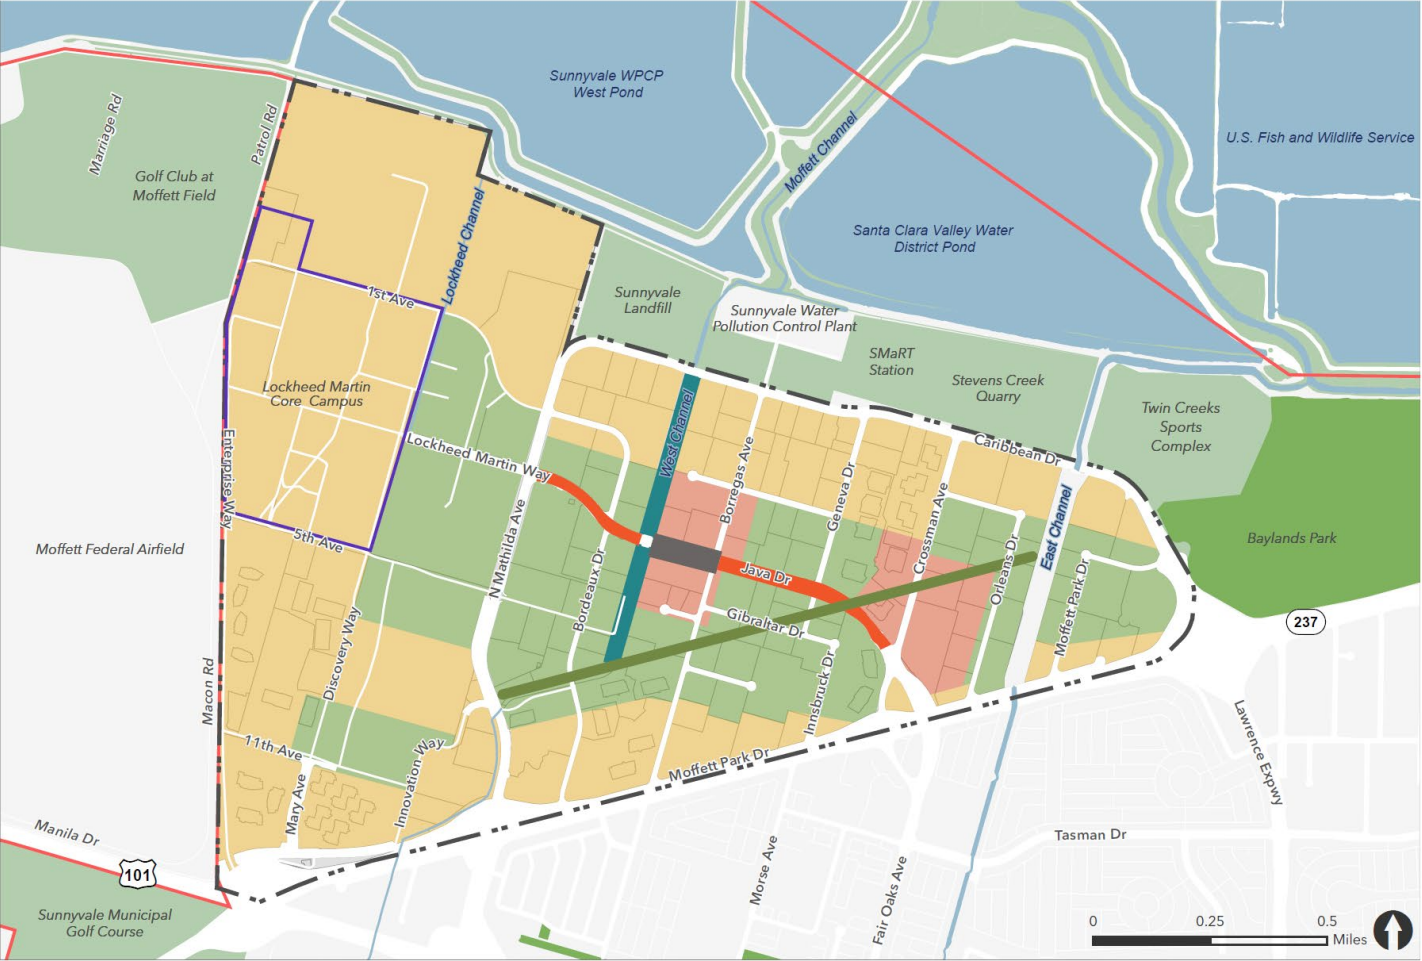 Sunnyvale WPCP
West Pond
Marriage Rd
Patrol Rd
Moffett Channel
U.S. Fish and Wildlife Service
Golf Club at
Moffett Field
Lockheed Channel
Santa Clara Valley Water
District Pond
1st Ave
Sunnyvale
Landfill
Sunnyvale Water
Pollution Control Plant
SMaRT
Station
Stevens Creek
Quarry
Lockheed Martin
Core Campus
Twin Creeks
Sports
Complex
West Channel
Lockheed Martin Way
Borregas Ave
Caribbean Dr
Enterprise Way
Geneva Dr
Crossman Ave
East Channel
Moffett Federal Airfield
5th Ave
N Mathilda Ave
Baylands Park
Bordeaux Dr
Java Dr
Orleans Dr
Moffett Park Dr
Gibraltar Dr
237
Discovery Way
Macon Rd
Innsbruck Dr
11th Ave
Innovation Way
Moffett Park Dr
Lawrence Expwy
Mary Ave
Manila Dr
Tasman Dr
101
Morse Ave
Fair Oaks Ave
Sunnyvale Municipal
Golf Course
0 0.25 0.5
Miles